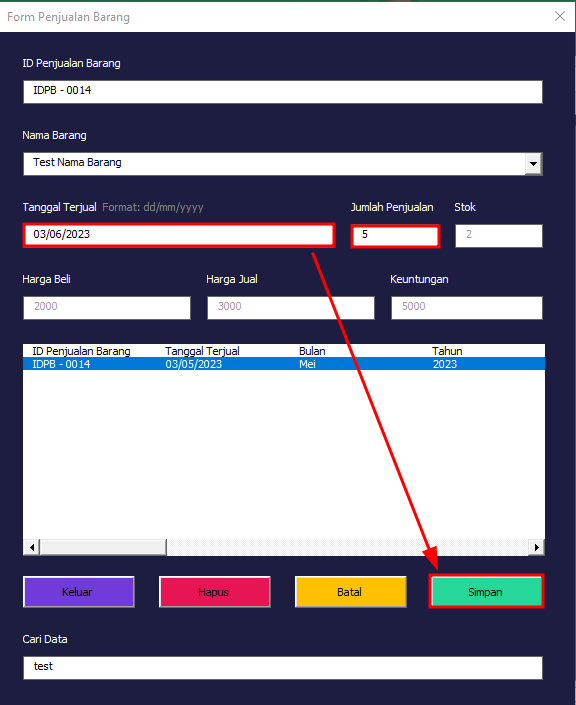 Form Penjualan Barang
ID Penjualan Barang
IDPB - 0014
Nama Barang
Test Nama Barang
Tanggal Terjual Format: dd/mm/yyyy Jumlah Penjualan Stok
03/06/2023 5 2
Harga Beli Harga Jual Keuntungan
2000 3000 5000
ID Penjualan Barang Tanggal Terjual Bulan Tahun
IDPB - 0014 03/05/2023 Mei 2023
Keluar Hapus Batal Simpan
Cari Data
test